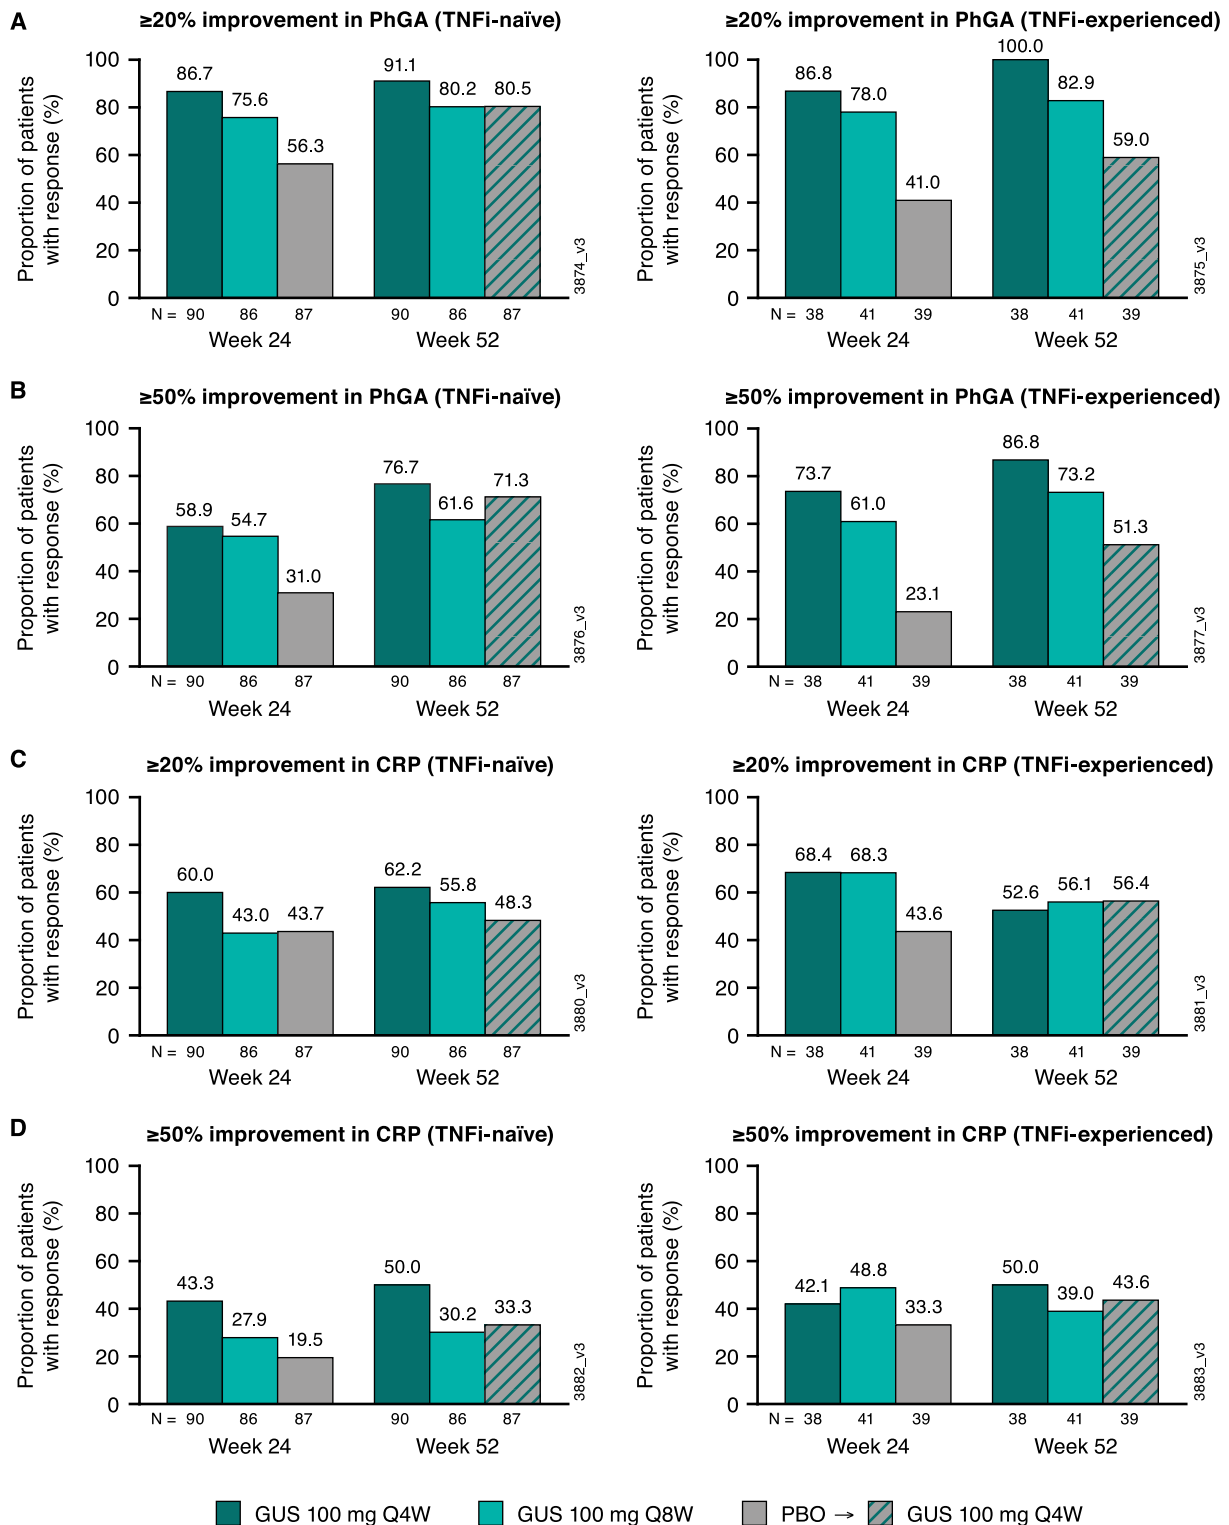 A
≥20% improvement in PhGA (TNFi-naïve)
Proportion of patients
with response (%)
100
80
60
40
20
0
86.7
75.6
56.3
91.1
80.2
80.5
N = 90 86 87 90 86 87
Week 24 Week 52
3874_v3
≥20% improvement in PhGA (TNFi-experienced)
Proportion of patients
with response (%)
100
80
60
40
20
0
86.8
78.0
41.0
100.0
82.9
59.0
N = 38 41 39 38 41 39
Week 24 Week 52
3875_v3
B
≥50% improvement in PhGA (TNFi-naïve)
Proportion of patients
with response (%)
100
80
60
40
20
0
58.9
54.7
31.0
76.7
61.6
71.3
N = 90 86 87 90 86 87
Week 24 Week 52
3876_v3
≥50% improvement in PhGA (TNFi-experienced)
Proportion of patients
with response (%)
100
80
60
40
20
0
73.7
61.0
23.1
86.8
73.2
51.3
N = 38 41 39 38 41 39
Week 24 Week 52
3877_v3
C
≥20% improvement in CRP (TNFi-naïve)
Proportion of patients
with response (%)
100
80
60
40
20
0
60.0
43.0
43.7
62.2
55.8
48.3
N = 90 86 87 90 86 87
Week 24 Week 52
3880_v3
≥20% improvement in CRP (TNFi-experienced)
Proportion of patients
with response (%)
100
80
60
40
20
0
68.4
68.3
43.6
52.6
56.1
56.4
N = 38 41 39 38 41 39
Week 24 Week 52
3881_v3
D
≥50% improvement in CRP (TNFi-naïve)
Proportion of patients
with response (%)
100
80
60
40
20
0
43.3
27.9
19.5
50.0
30.2
33.3
N = 90 86 87 90 86 87
Week 24 Week 52
3882_v3
≥50% improvement in CRP (TNFi-experienced)
Proportion of patients
with response (%)
100
80
60
40
20
0
42.1
48.8
33.3
50.0
39.0
43.6
N = 38 41 39 38 41 39
Week 24 Week 52
3883_v3
GUS 100 mg Q4W GUS 100 mg Q8W PBO → GUS 100 mg Q4W